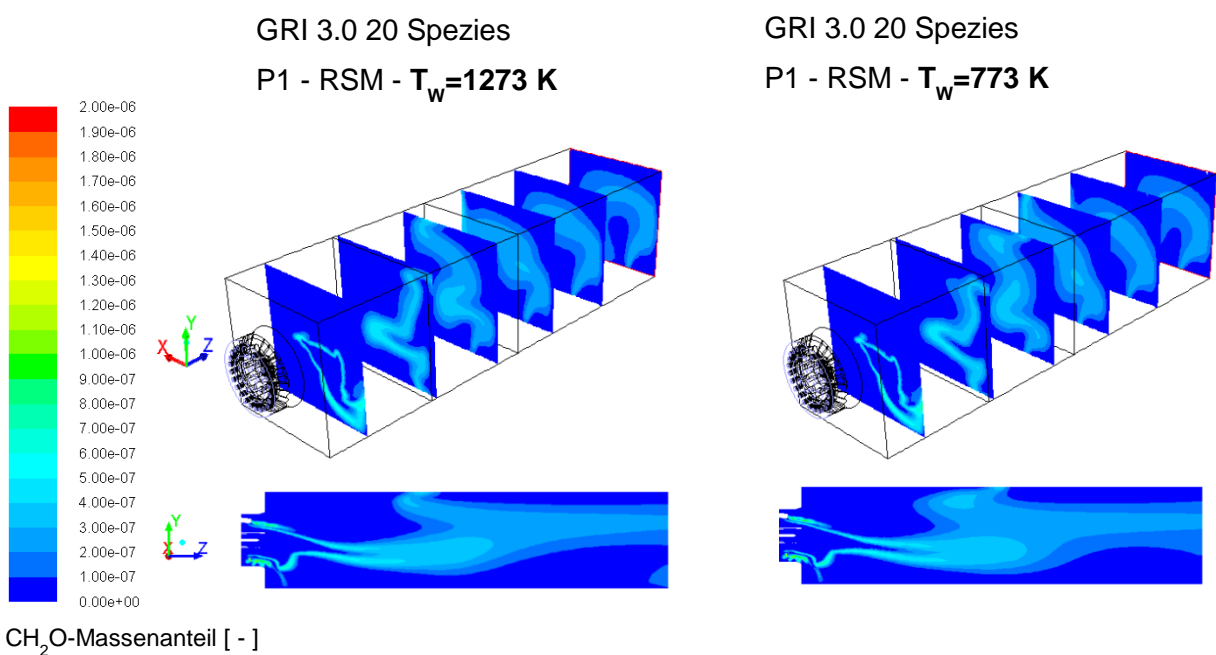 GRI 3.0 20 Spezies
P1 - RSM - T_W=1273 K
GRI 3.0 20 Spezies
P1 - RSM - T_W=773 K
2.00e-06
1.90e-06
1.80e-06
1.70e-06
1.60e-06
1.50e-06
1.40e-06
1.30e-06
1.20e-06
1.10e-06
1.00e-06
9.00e-07
8.00e-07
7.00e-07
6.00e-07
5.00e-07
4.00e-07
3.00e-07
2.00e-07
1.00e-07
0.00e+00
Y
X
Z
Y
X
Z
CH₂O-Massenanteil [ - ]